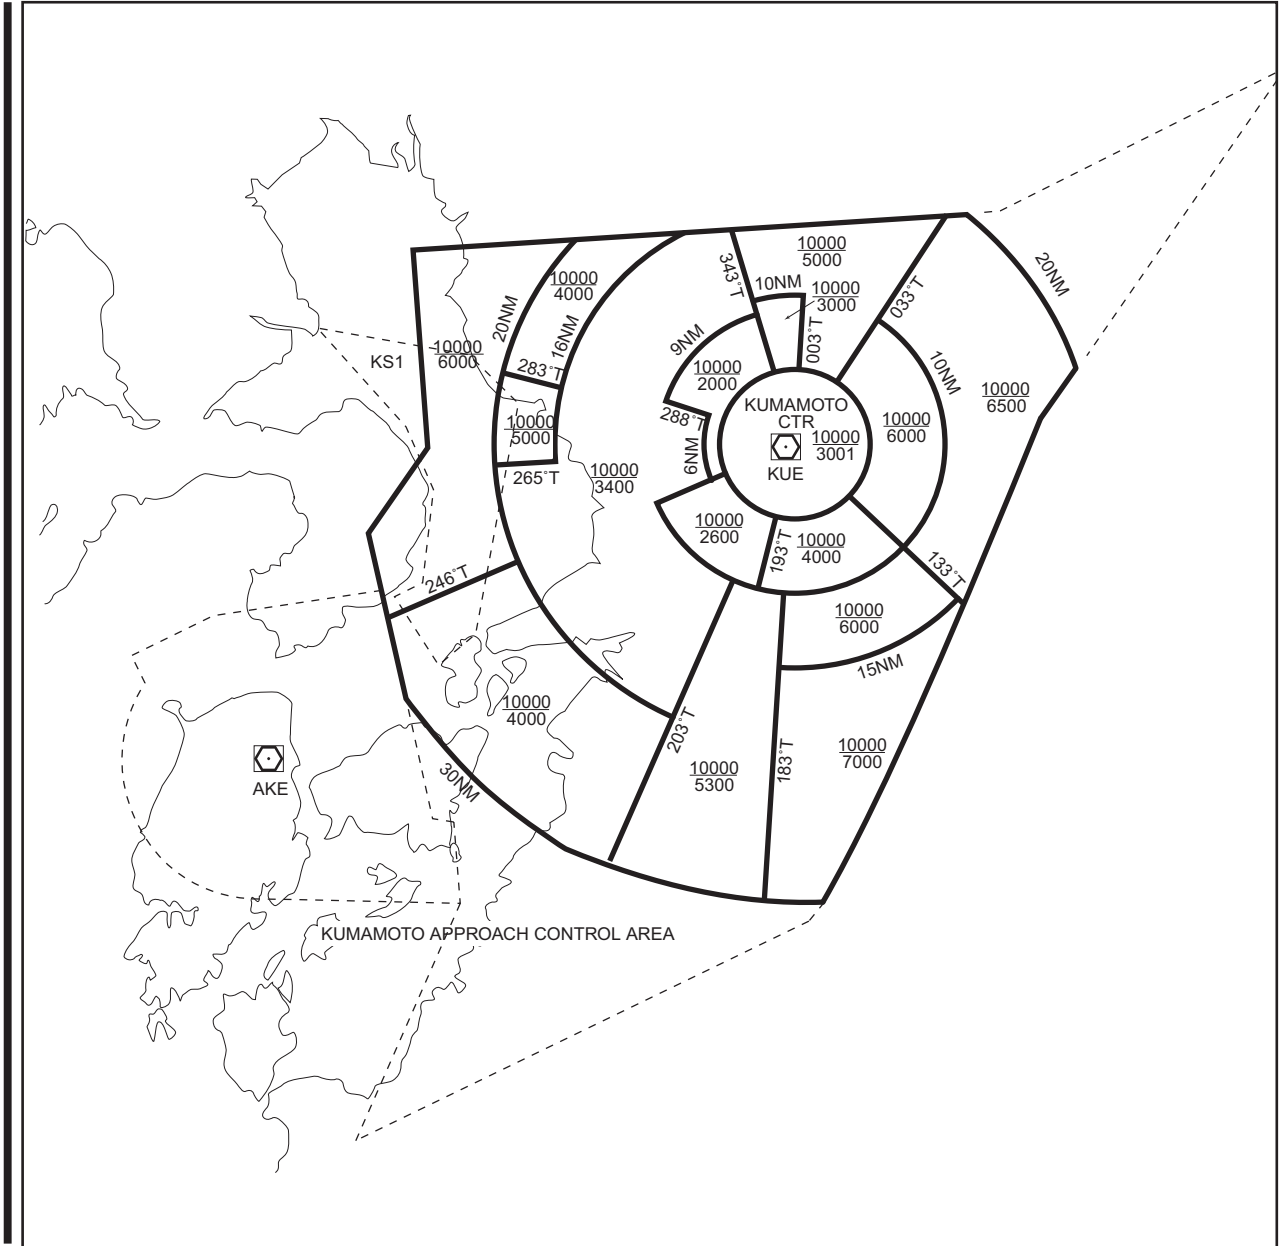 10000
5000
343°T
10NM
10000
3000
003°T
033°T
20NM
10000
4000
20NM
16NM
9NM
KS1
10000
6000
283°T
10000
2000
288°T
10NM
10000
6500
KUMAMOTO
CTR
10000
3001
KUE
10000
6000
10000
5000
265°T
10000
3400
6NM
10000
2600
193°T
10000
4000
133°T
246°T
10000
6000
15NM
10000
4000
203°T
183°T
10000
7000
10000
5300
30NM
AKE
KUMAMOTO APPROACH CONTROL AREA